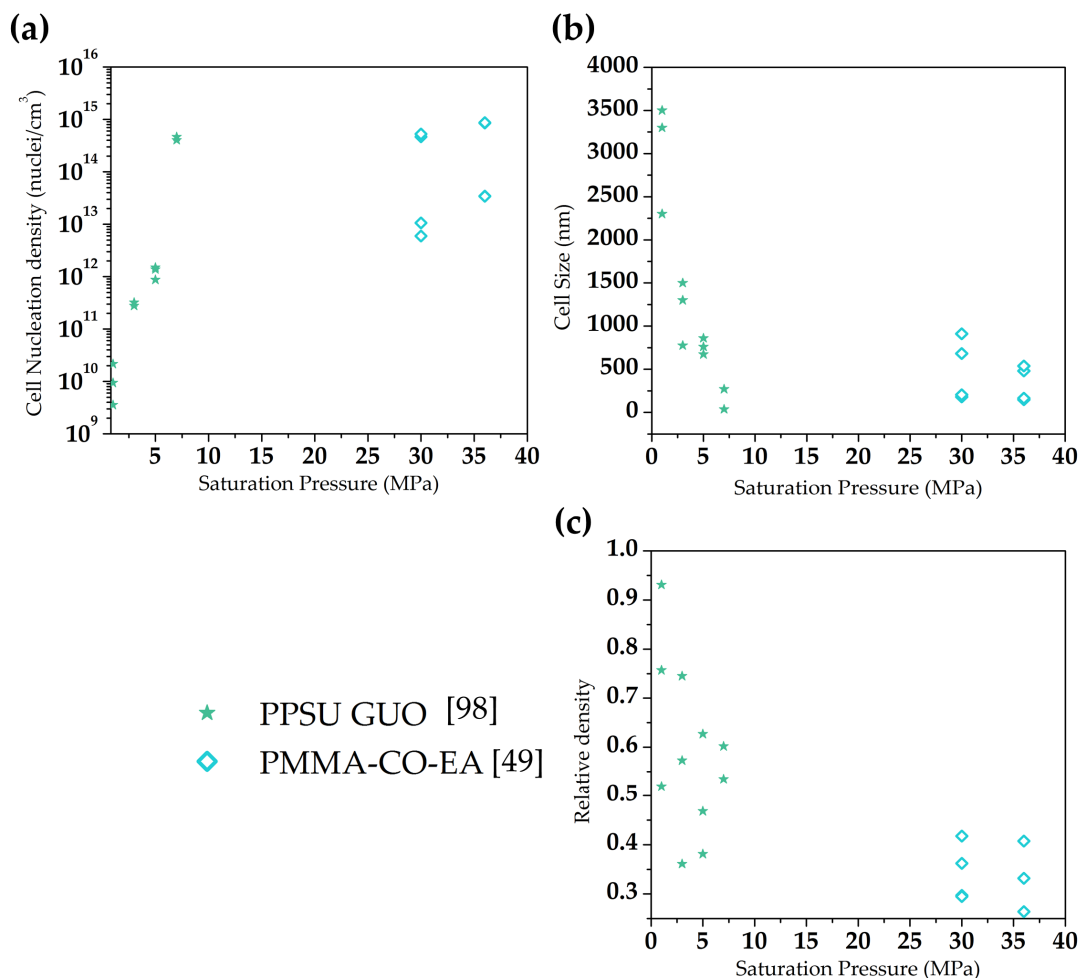 (a)
10^16
10^15
10^14
10^13
10^12
10^11
10^10
10^9
Cell Nucleation density (nuclei/cm^3)
5 10 15 20 25 30 35 40
Saturation Pressure (MPa)
(b)
4000
3500
3000
2500
2000
1500
1000
500
0
Cell Size (nm)
0 5 10 15 20 25 30 35 40
Saturation Pressure (MPa)
(c)
1.0
0.9
0.8
0.7
0.6
0.5
0.4
0.3
Relative density
0 5 10 15 20 25 30 35 40
Saturation Pressure (MPa)
PPSU GUO [98]
PMMA-CO-EA [49]